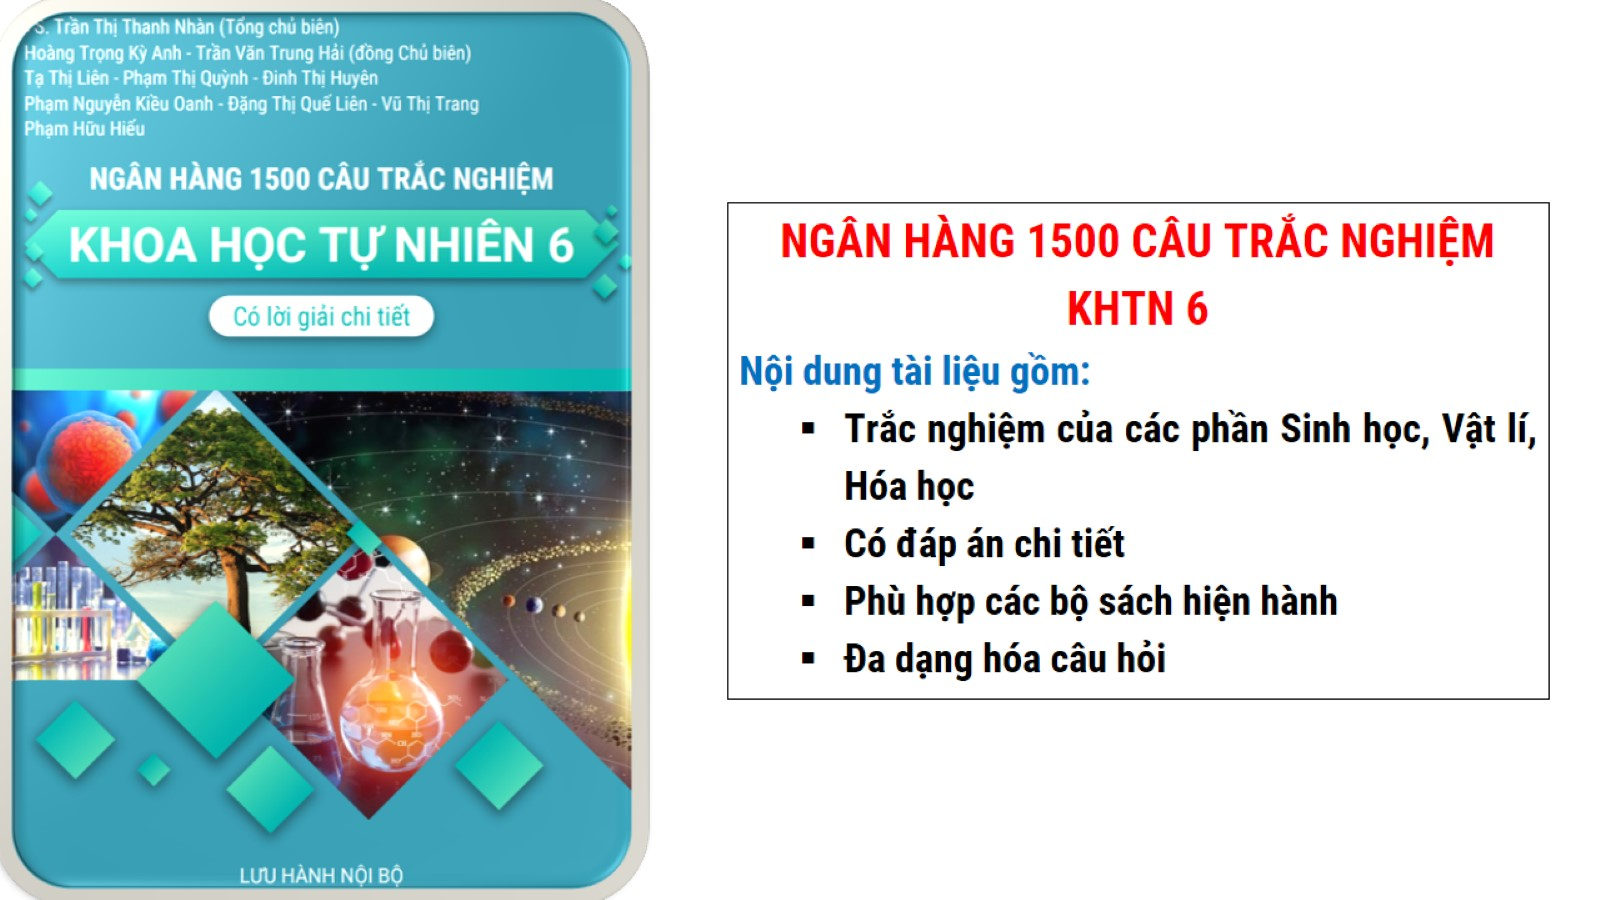 Trần Thị Thanh Nhàn (Tổng chủ biên)
Hoàng Trọng Kỳ Anh - Trần Văn Trung Hải (đồng Chủ biên)
Tạ Thị Liên - Phạm Thị Quỳnh - Đinh Thị Huyên
Phạm Nguyễn Kiều Oanh - Đặng Thị Quế Liên - Vũ Thị Trang
Phạm Hữu Hiếu
NGÂN HÀNG 1500 CÂU TRẮC NGHIỆM
KHOA HỌC TỰ NHIÊN 6
Có lời giải chi tiết
LƯU HÀNH NỘI BỘ
NGÂN HÀNG 1500 CÂU TRẮC NGHIỆM
KHTN 6
Nội dung tài liệu gồm:
▪ Trắc nghiệm của các phần Sinh học, Vật lí,
Hóa học
▪ Có đáp án chi tiết
▪ Phù hợp các bộ sách hiện hành
▪ Đa dạng hóa câu hỏi